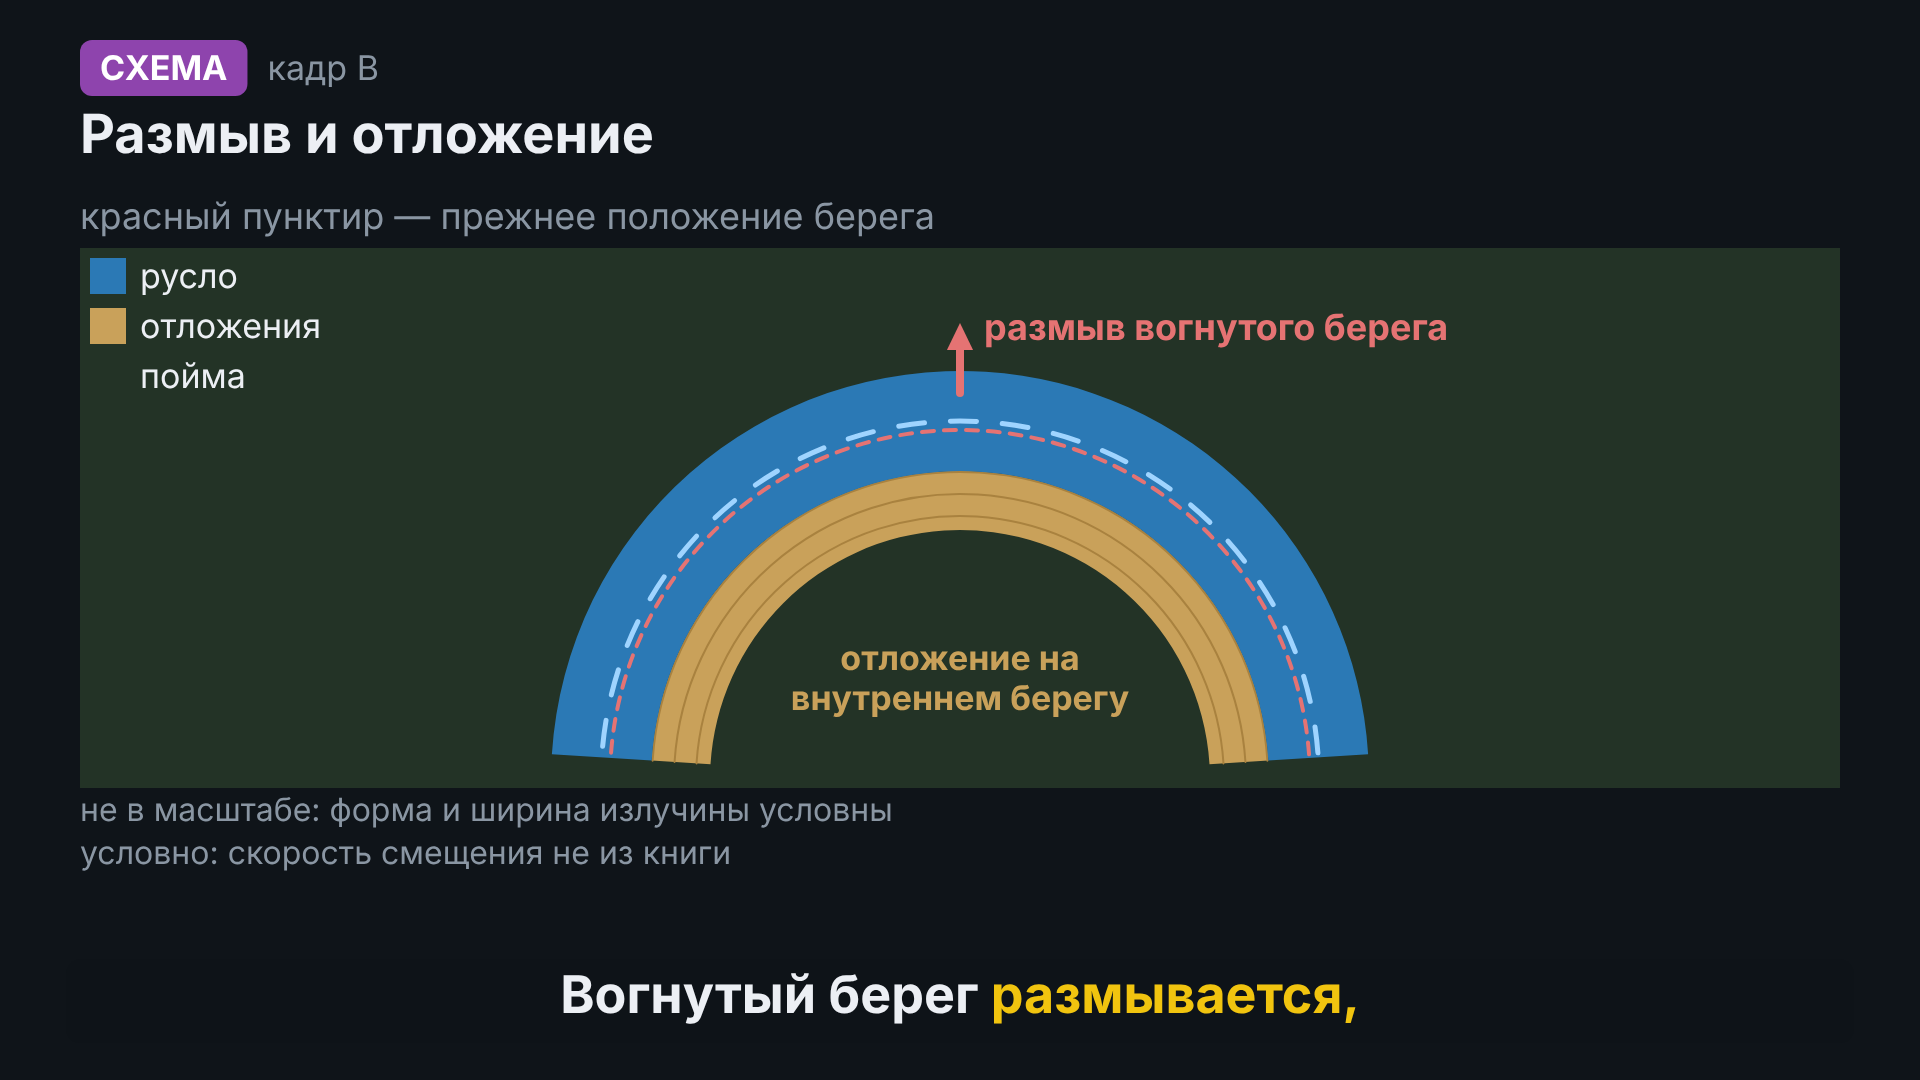 СХЕМА кадр B
Размыв и отложение
красный пунктир — прежнее положение берега
русло
отложения
пойма
размыв вогнутого берега
отложение на
внутреннем берегу
не в масштабе: форма и ширина излучины условны
условно: скорость смещения не из книги
Вогнутый берег размывается,